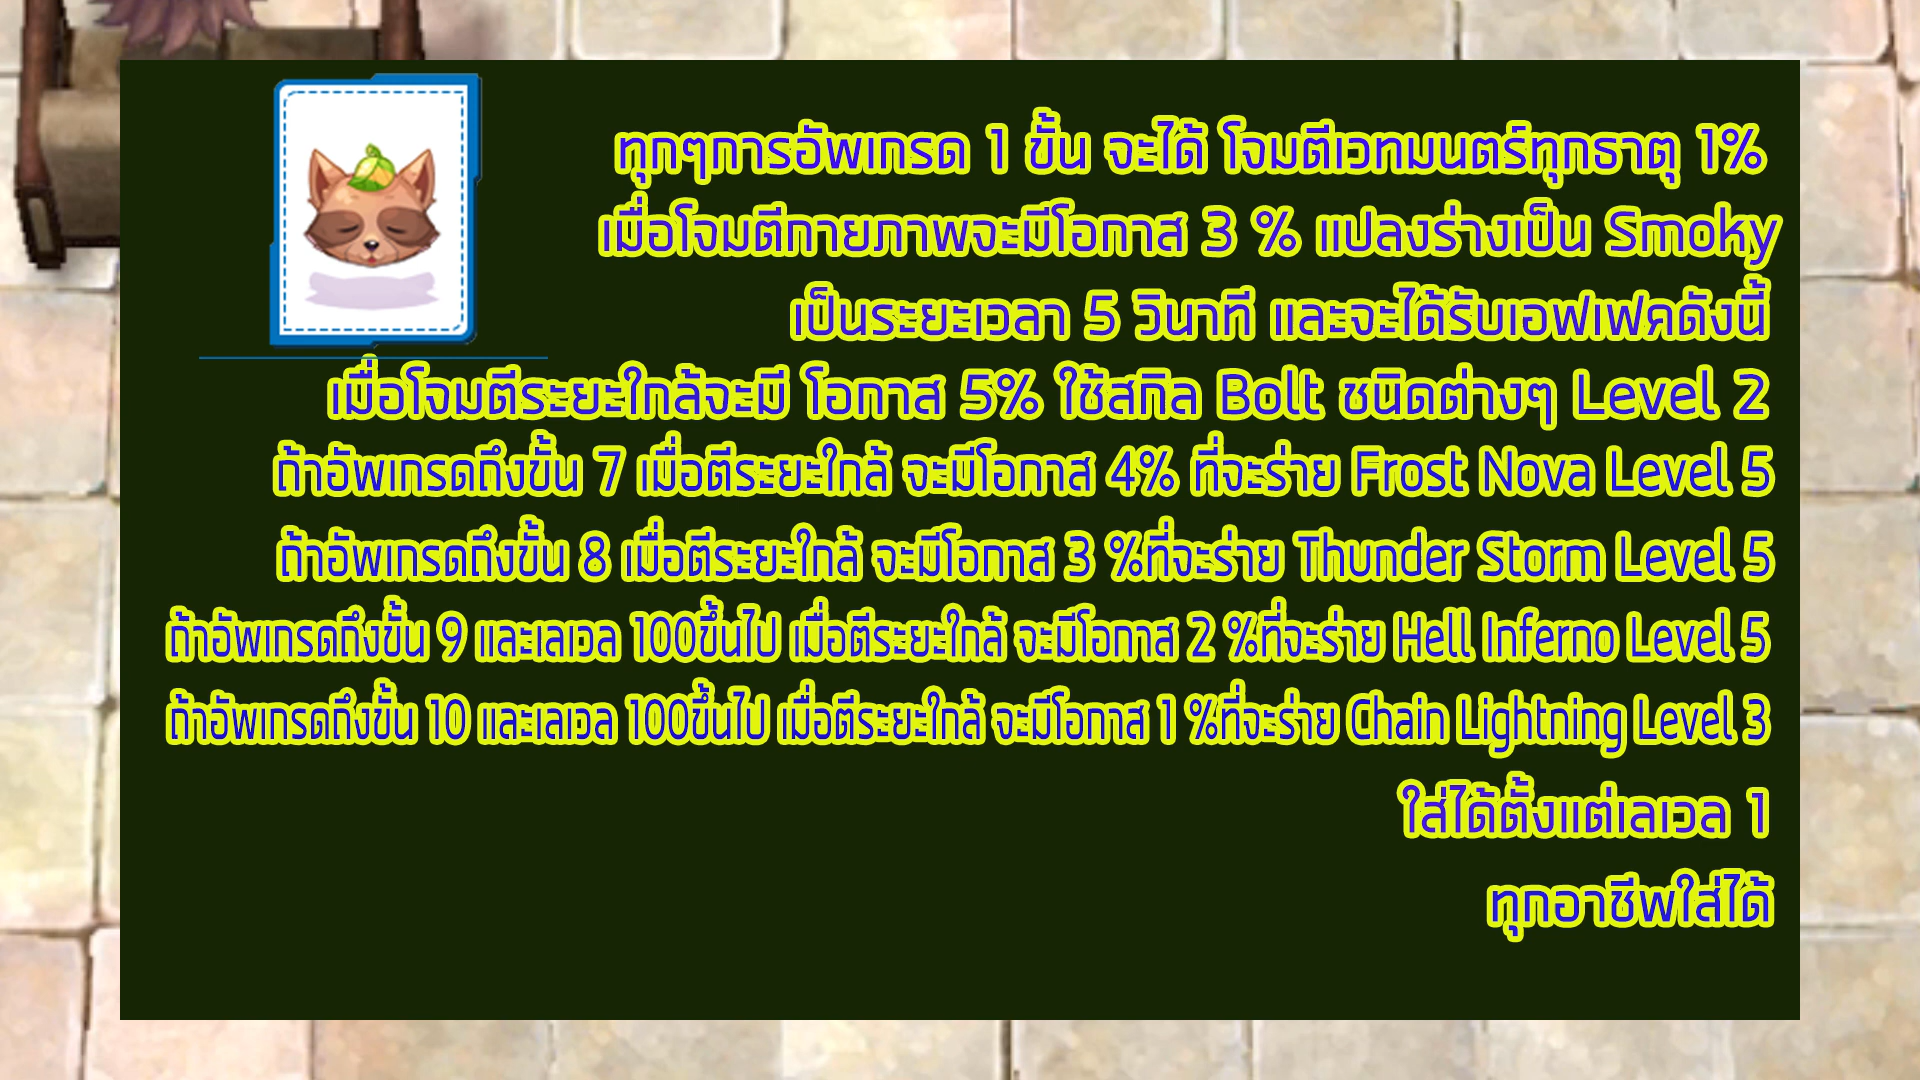 ทุกๆการอัพเกรด 1 ขั้น จะได้ โจมตีเวทมนตร์ทุกธาตุ 1%
เมื่อโจมตีกายภาพจะมีโอกาส 3 % แปลงร่างเป็น Smoky
เป็นระยะเวลา 5 วินาที และจะได้รับเอฟเฟคดังนี้
เมื่อโจมตีระยะใกล้จะมี โอกาส 5% ใช้สกิล Bolt ชนิดต่างๆ Level 2
ถ้าอัพเกรดถึงขั้น 7 เมื่อตีระยะใกล้ จะมีโอกาส 4% ที่จะร่าย Frost Nova Level 5
ถ้าอัพเกรดถึงขั้น 8 เมื่อตีระยะใกล้ จะมีโอกาส 3 %ที่จะร่าย Thunder Storm Level 5
ถ้าอัพเกรดถึงขั้น 9 และเลเวล 100ขึ้นไป เมื่อตีระยะใกล้ จะมีโอกาส 2 %ที่จะร่าย Hell Inferno Level 5
ถ้าอัพเกรดถึงขั้น 10 และเลเวล 100ขึ้นไป เมื่อตีระยะใกล้ จะมีโอกาส 1 %ที่จะร่าย Chain Lightning Level 3
ใส่ได้ตั้งแต่เลเวล 1
ทุกอาชีพใส่ได้